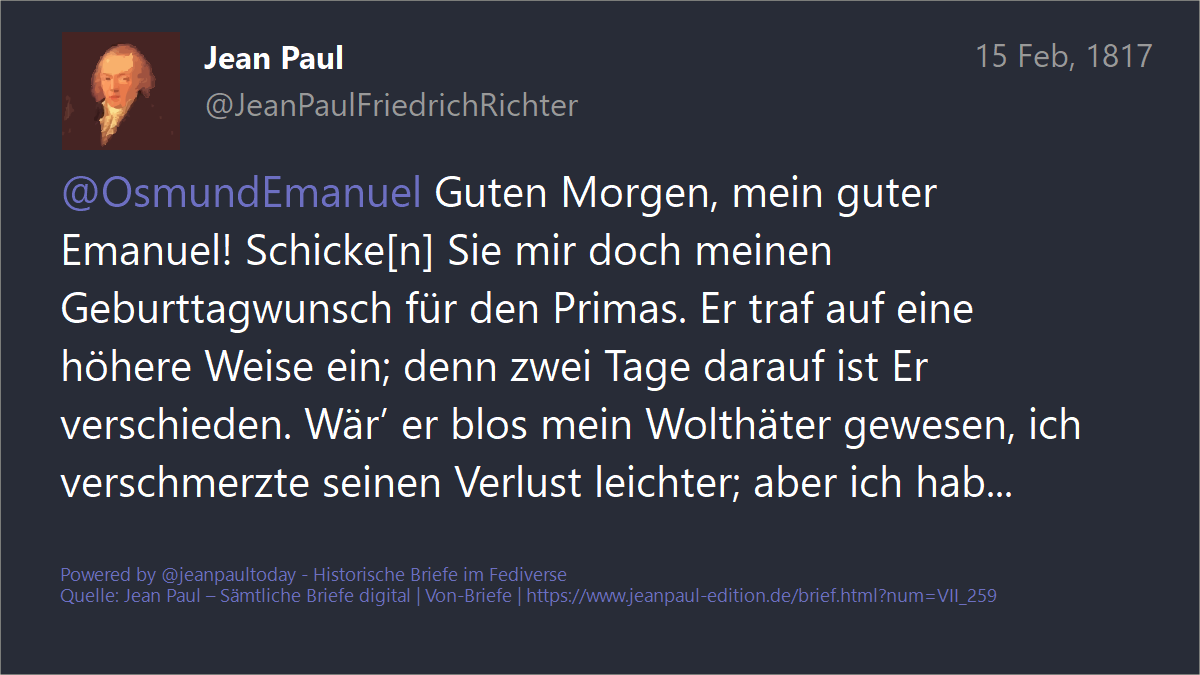 Jean Paul
15 Feb, 1817
@JeanPaulFriedrichRichter
@OsmundEmanuel Guten Morgen, mein guter
Emanuel! Schicke[n] Sie mir doch meinen
Geburttagwunsch für den Primas. Er traf auf eine
höhere Weise ein; denn zwei Tage darauf ist Er
verschieden. Wär’ er blos mein Wolthäter gewesen, ich
verschmerzte seinen Verlust leichter; aber ich hab...
Powered by @jeanpaultoday - Historische Briefe im Fediverse
Quelle: Jean Paul – Sämtliche Briefe digital | Von-Briefe | https://www.jeanpaul-edition.de/brief.html?num=VII_259